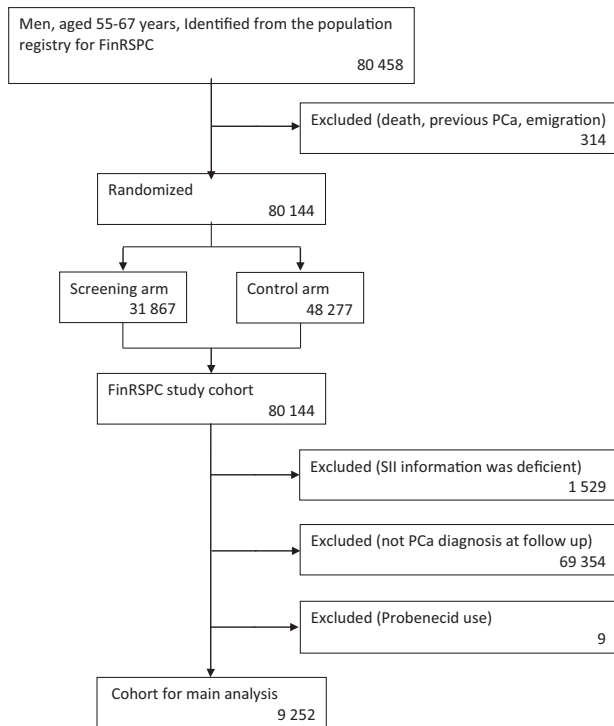 Men, aged 55-67 years, Identified from the population
registry for FinRSPC
80 458
Excluded (death, previous PCa, emigration)
314
Randomized
80 144
Screening arm
31 867
Control arm
48 277
FinRSPC study cohort
80 144
Excluded (SII information was deficient)
1 529
Excluded (not PCa diagnosis at follow up)
69 354
Excluded (Probenecid use)
9
Cohort for main analysis
9 252